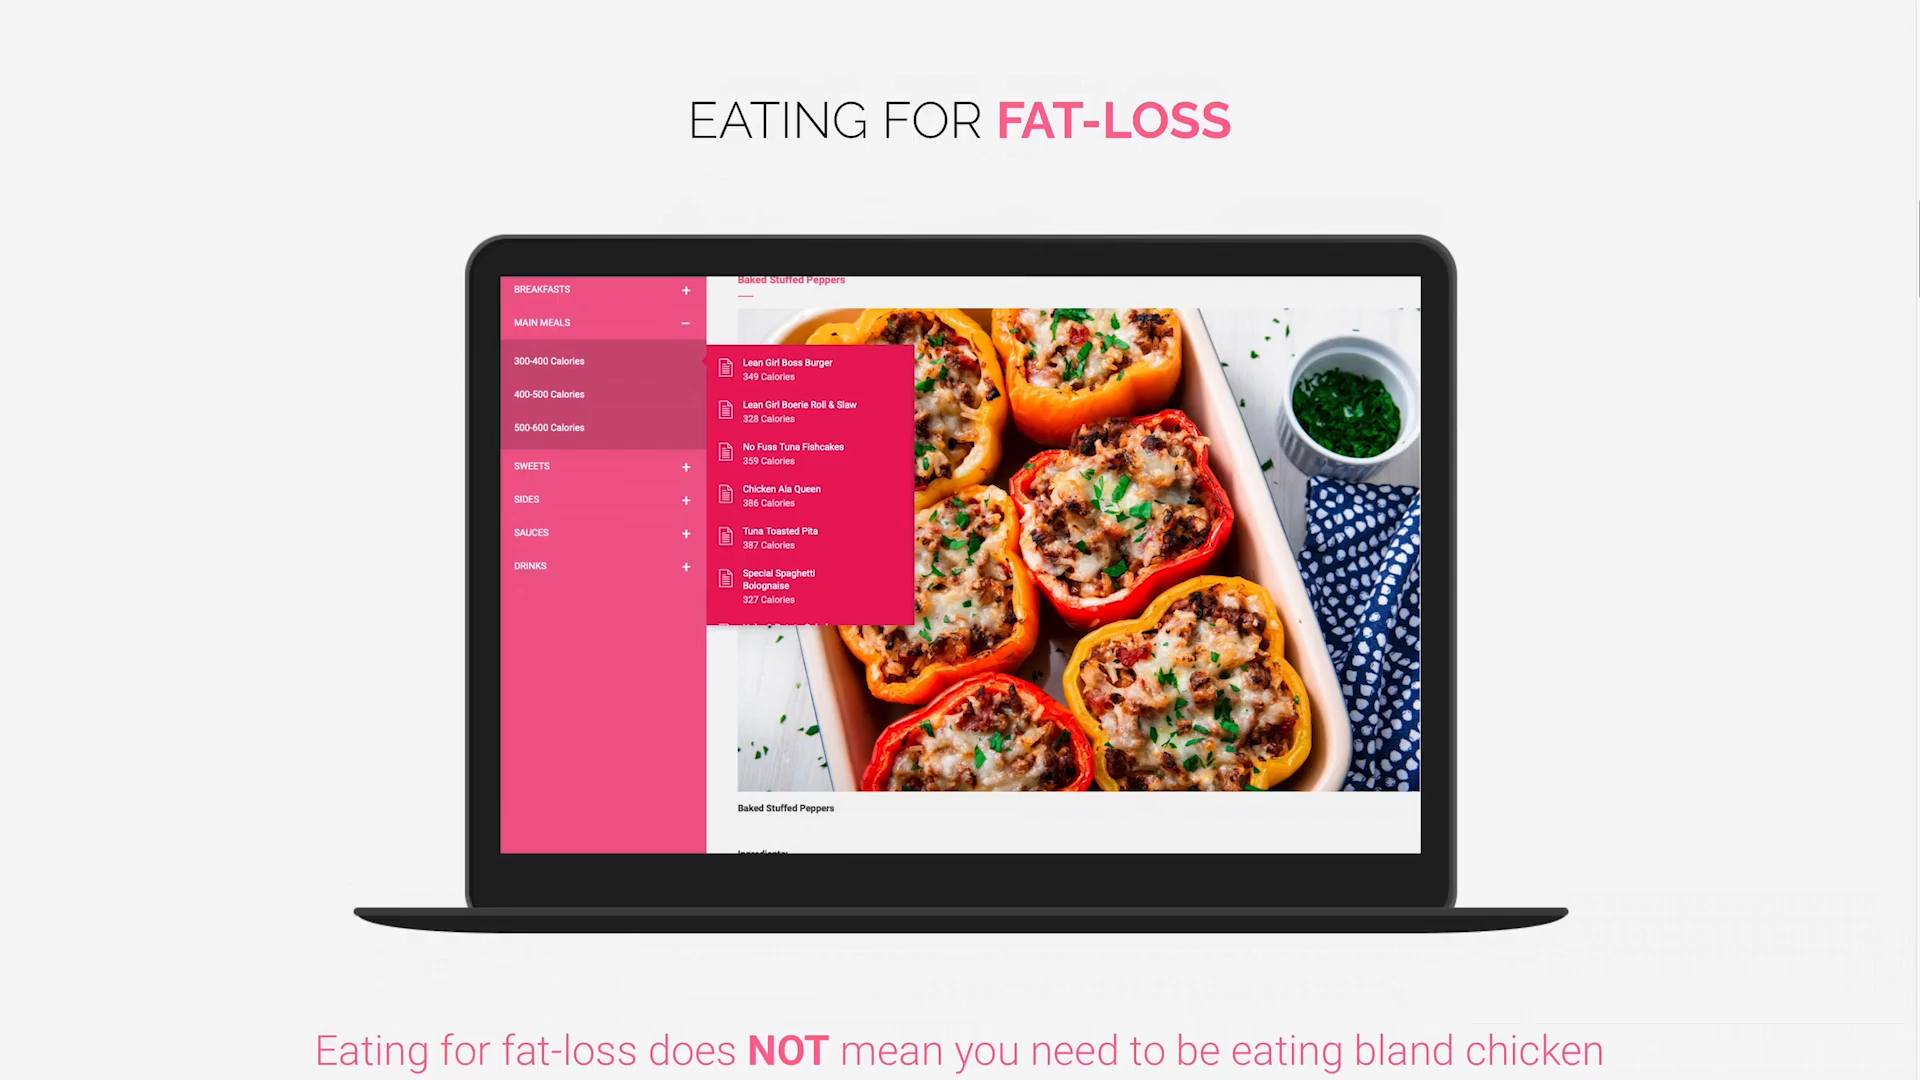 EATING FOR FAT-LOSS
Baked Stuffed Peppers
BREAKFASTS
MAIN MEALS
300-400 Calories
400-500 Calories
500-600 Calories
SWEETS
SIDES
SAUCES
DRINKS
Lean Girl Boss Burger
349 Calories
Lean Girl Boerie Roll & Slaw
328 Calories
No Fuss Tuna Fishcakes
359 Calories
Chicken Ala Queen
386 Calories
Tuna Toasted Pita
387 Calories
Special Spaghetti
Bolognaise
327 Calories
Baked Stuffed Peppers
Ingredients:
Eating for fat-loss does NOT mean you need to be eating bland chicken